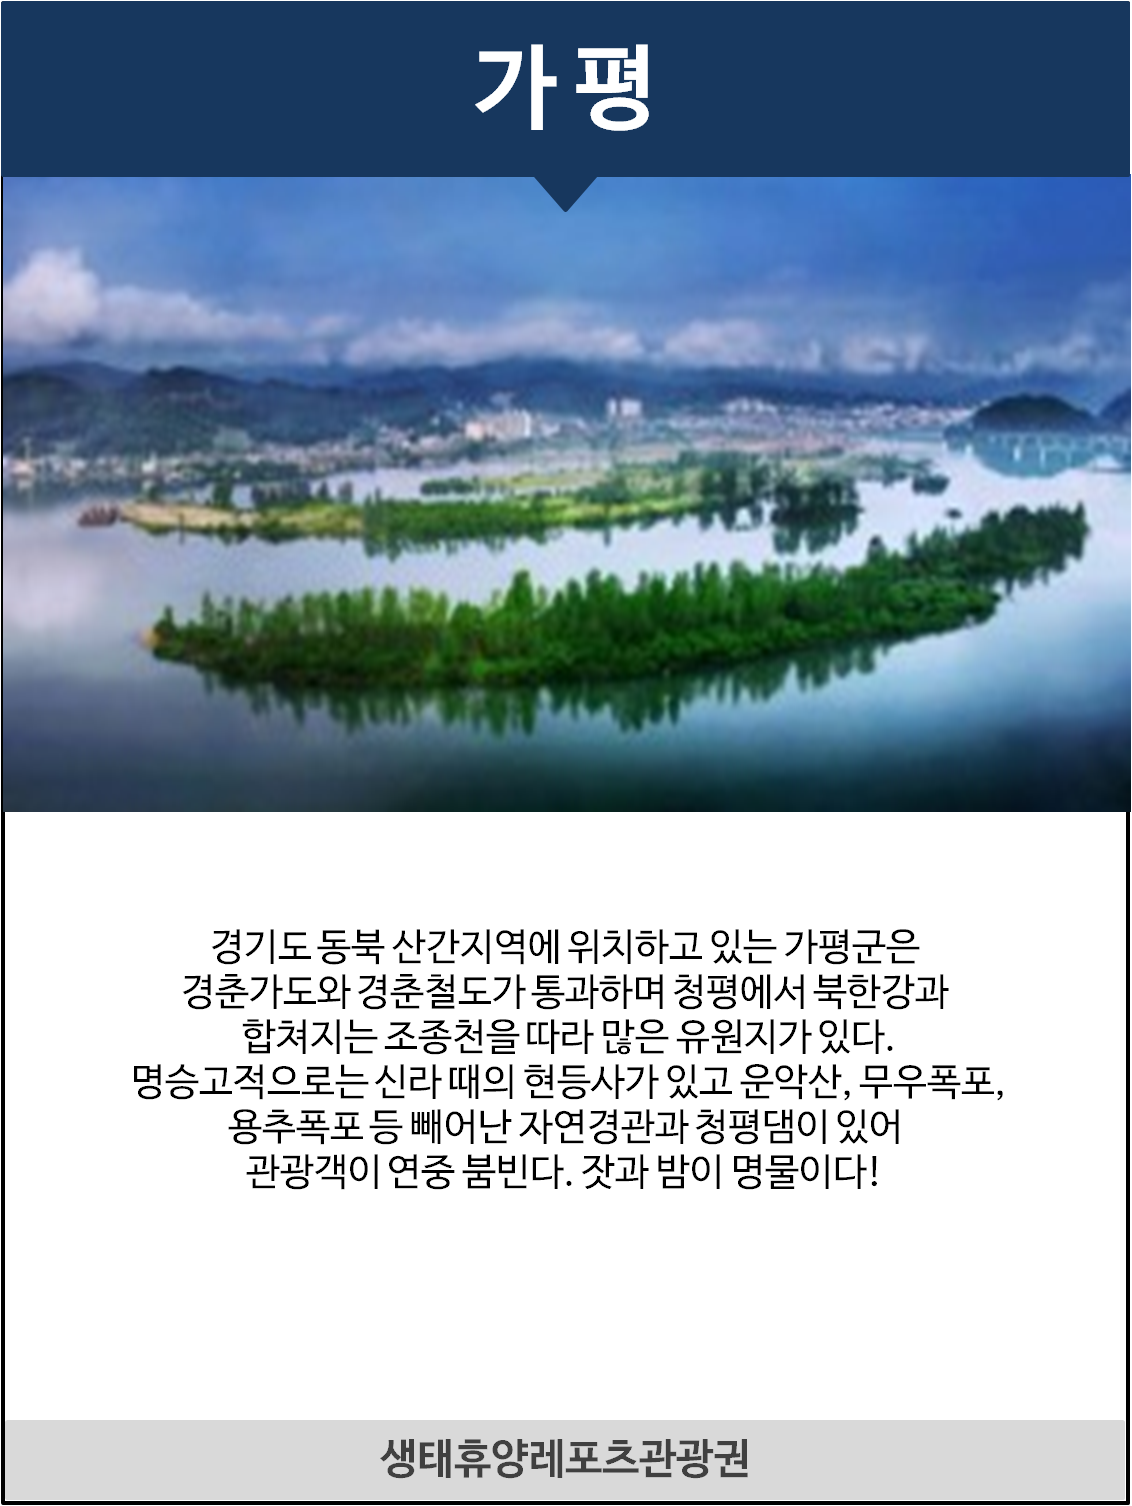 가평
경기도 동북 산간지역에 위치하고 있는 가평군은
경춘가도와 경춘철도가 통과하며 청평에서 북한강과
합쳐지는 조종천을 따라 많은 유원지가 있다.
명승고적으로는 신라 때의 현등사가 있고 운악산, 무우폭포,
용추폭포 등 빼어난 자연경관과 청평댐이 있어
관광객이 연중 붐빈다. 잣과 밤이 명물이다!
생태휴양레포츠관광권